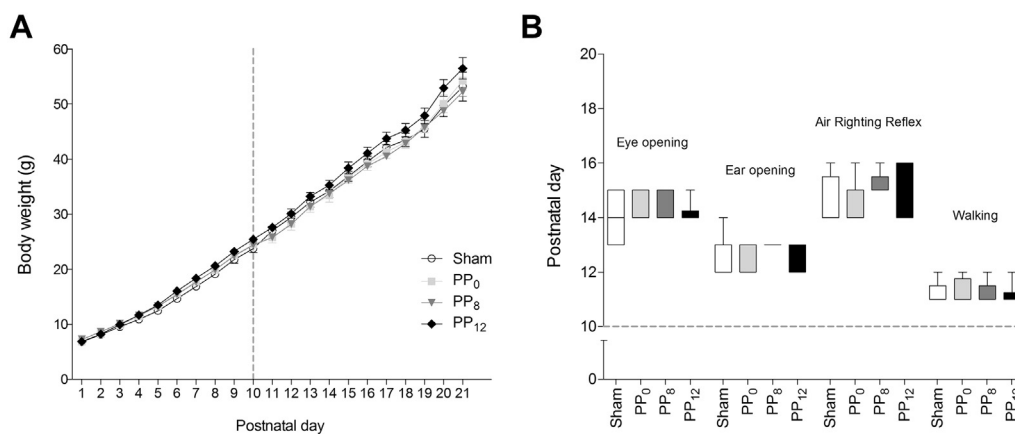 A
Body weight (g)
60
50
40
30
20
10
0
1 2 3 4 5 6 7 8 9 10 11 12 13 14 15 16 17 18 19 20 21
Postnatal day
Sham
PP0
PP8
PP12
B
Postnatal day
20
18
16
14
12
10
0
Eye opening
Ear opening
Air Righting Reflex
Walking
Sham PP0 PP8 PP12 Sham PP0 PP8 PP12 Sham PP0 PP8 PP12 Sham PP0 PP8 PP12